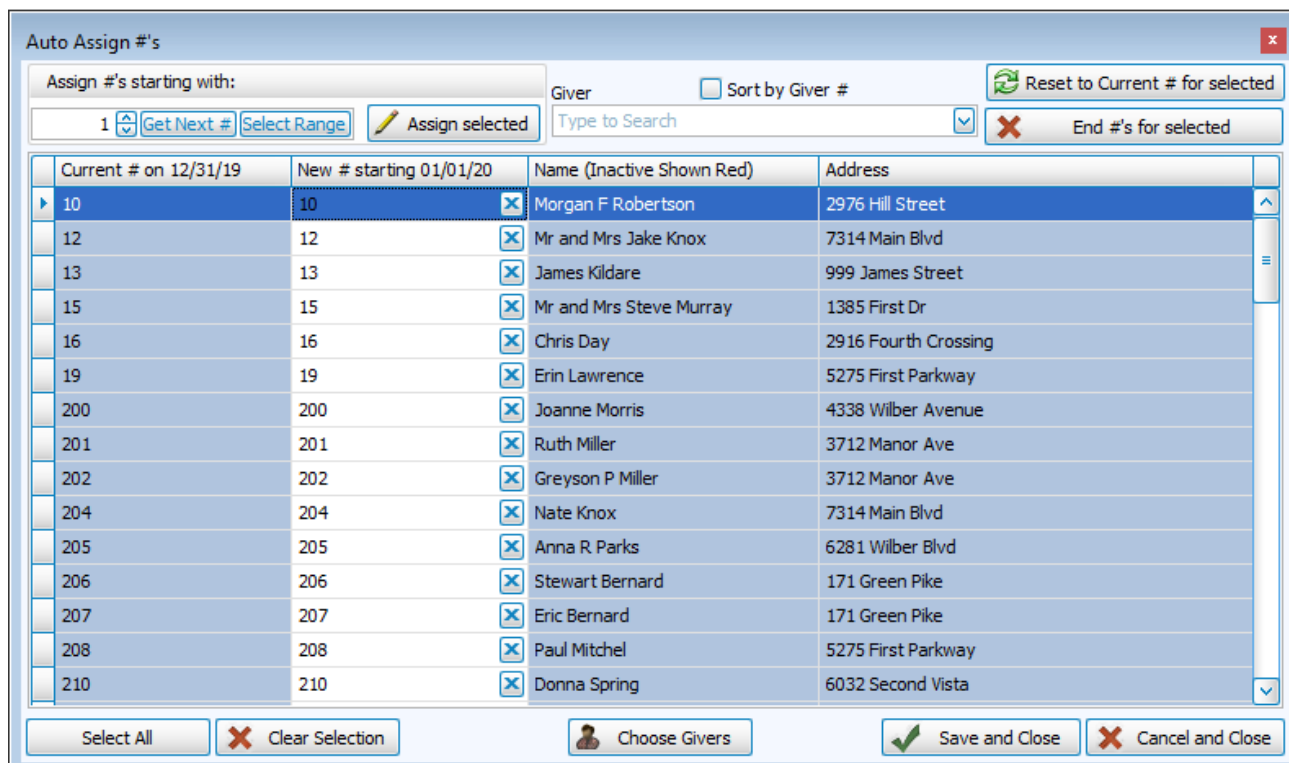 Auto Assign #'s x
Assign #'s starting with:
1 Get Next # Select Range Assign selected
Giver Sort by Giver #
Type to Search
Reset to Current # for selected
End #'s for selected
Current # on 12/31/19 New # starting 01/01/20 Name (Inactive Shown Red) Address
10 10 Morgan F Robertson 2976 Hill Street
12 12 Mr and Mrs Jake Knox 7314 Main Blvd
13 13 James Kildare 999 James Street
15 15 Mr and Mrs Steve Murray 1385 First Dr
16 16 Chris Day 2916 Fourth Crossing
19 19 Erin Lawrence 5275 First Parkway
200 200 Joanne Morris 4338 Wilber Avenue
201 201 Ruth Miller 3712 Manor Ave
202 202 Greyson P Miller 3712 Manor Ave
204 204 Nate Knox 7314 Main Blvd
205 205 Anna R Parks 6281 Wilber Blvd
206 206 Stewart Bernard 171 Green Pike
207 207 Eric Bernard 171 Green Pike
208 208 Paul Mitchel 5275 First Parkway
210 210 Donna Spring 6032 Second Vista
Select All Clear Selection Choose Givers Save and Close Cancel and Close